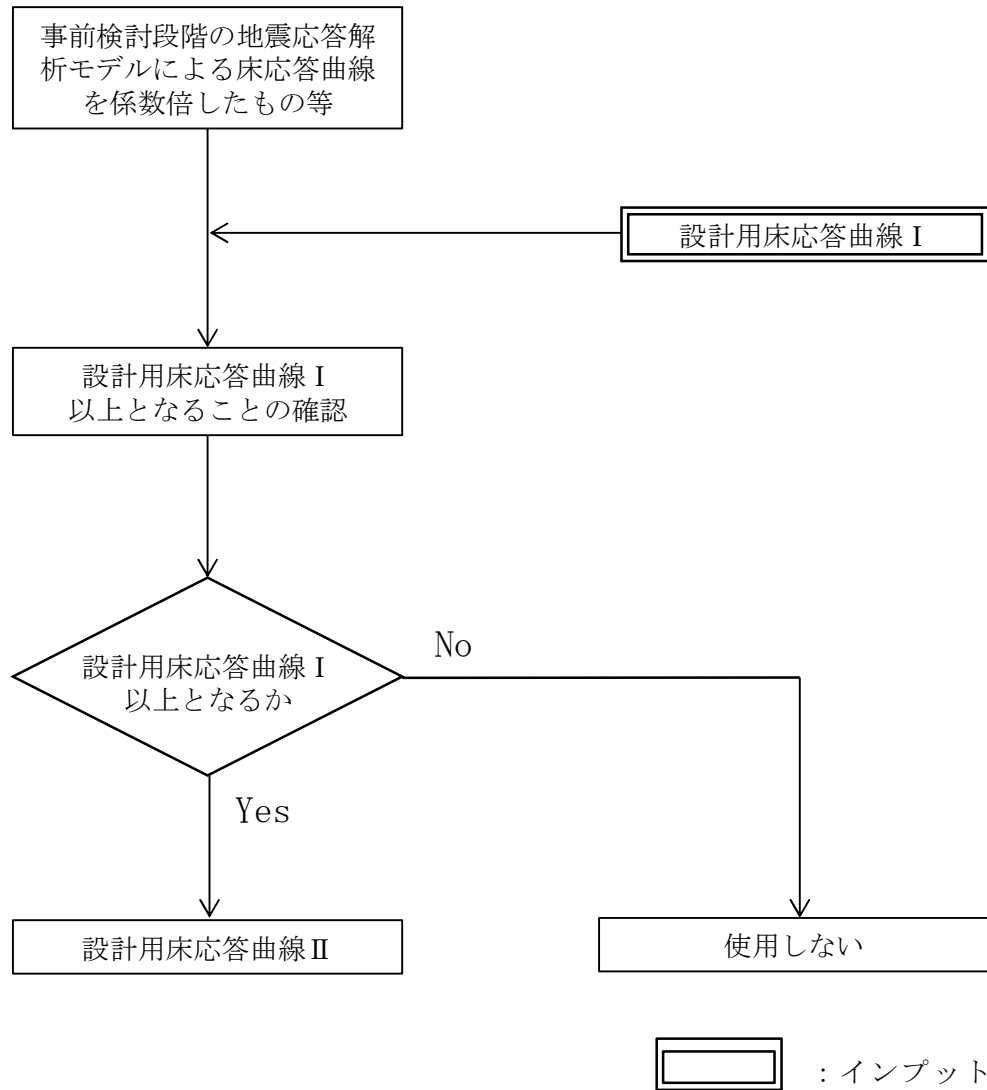 事前検討段階の地震応答解
析モデルによる床応答曲線
を係数倍したもの等
設計用床応答曲線Ⅰ
設計用床応答曲線Ⅰ
以上となることの確認
設計用床応答曲線Ⅰ
以上となるか
No
Yes
設計用床応答曲線Ⅱ
使用しない
：インプット